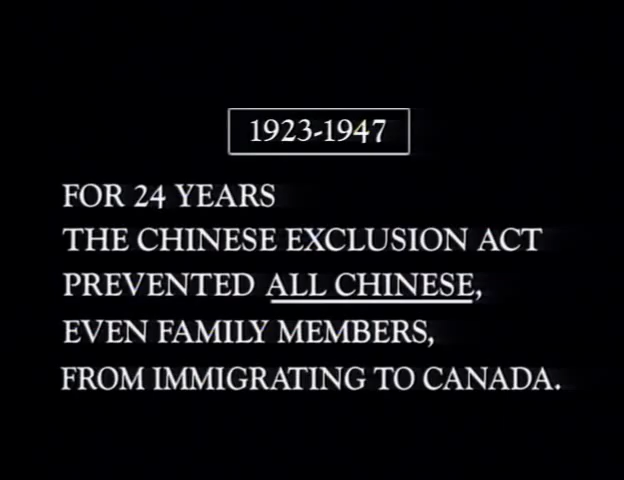 1923-1947
FOR 24 YEARS
THE CHINESE EXCLUSION ACT
PREVENTED ALL CHINESE,
EVEN FAMILY MEMBERS,
FROM IMMIGRATING TO CANADA.